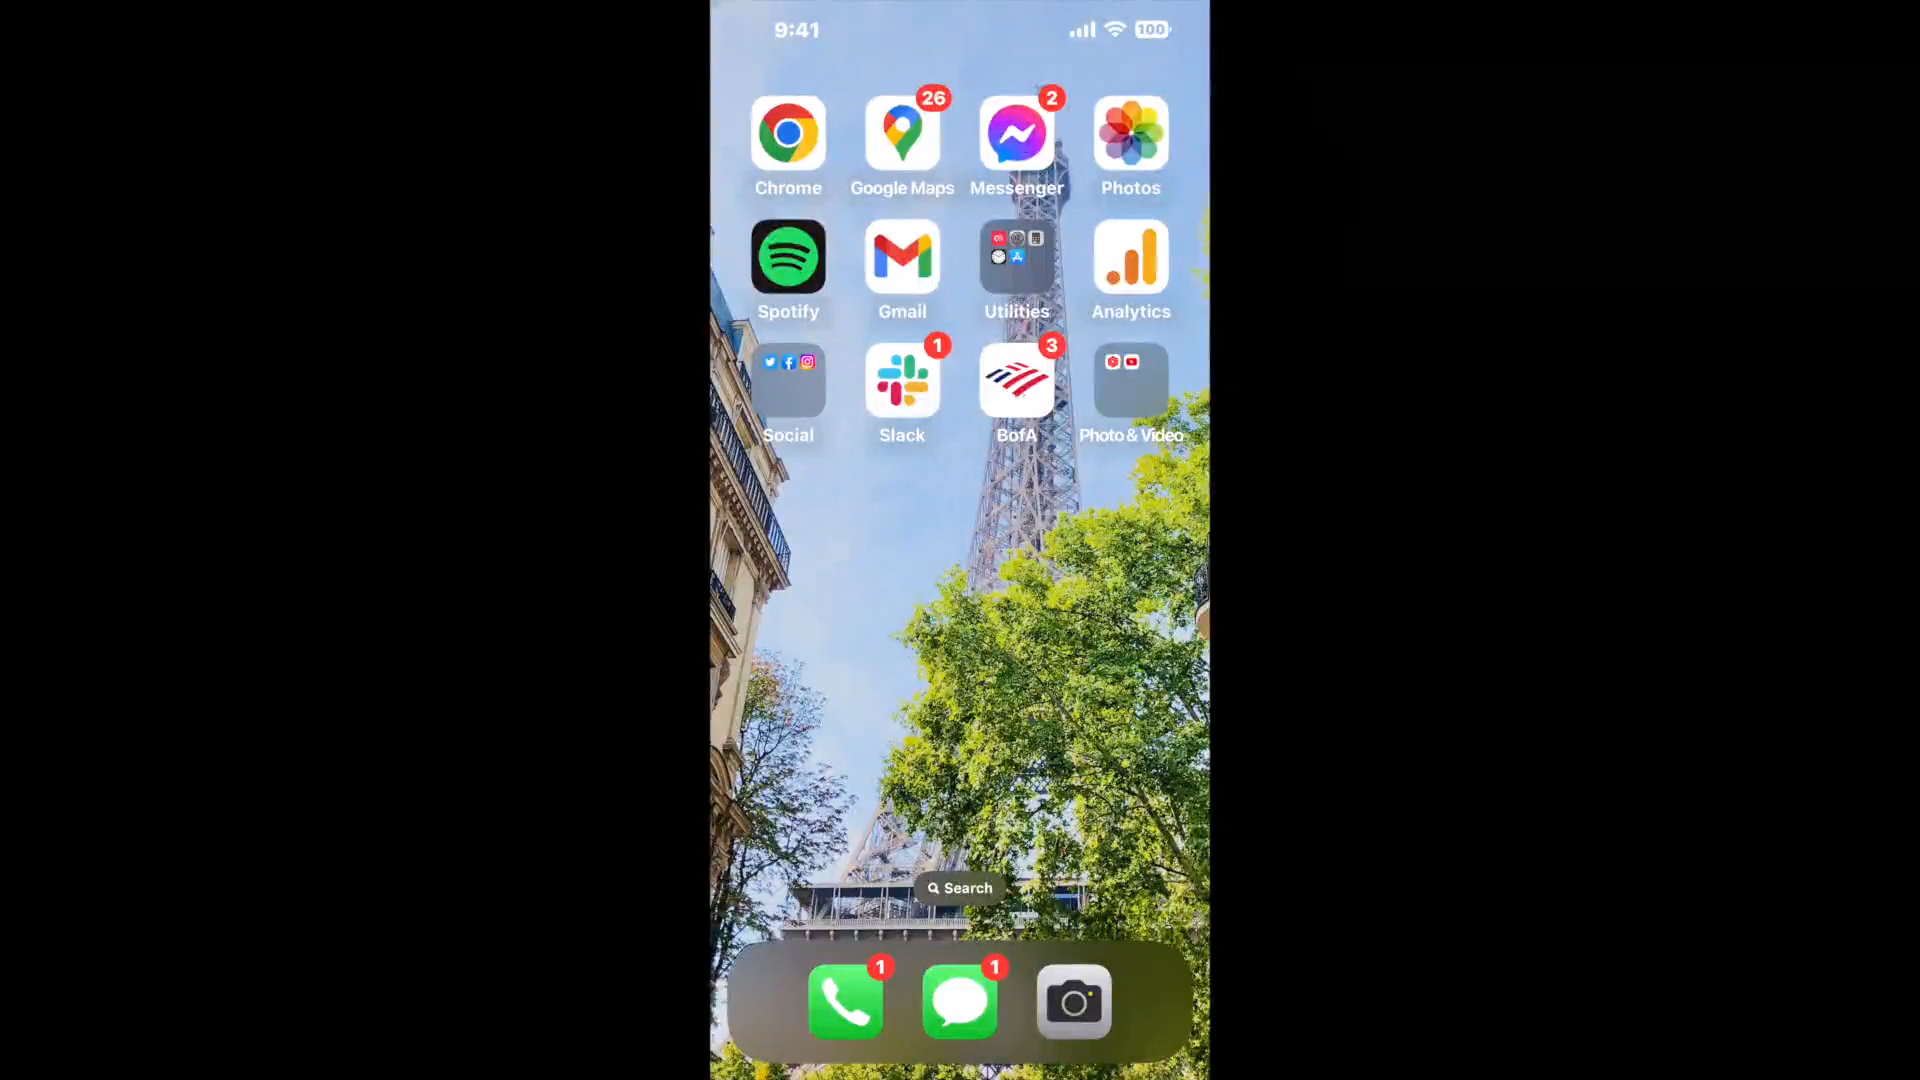 9:41
100
26
2
Chrome
Google Maps
Messenger
Photos
Spotify
Gmail
Utilities
Analytics
1
3
Social
Slack
BofA
Photo & Video
Search
1
1